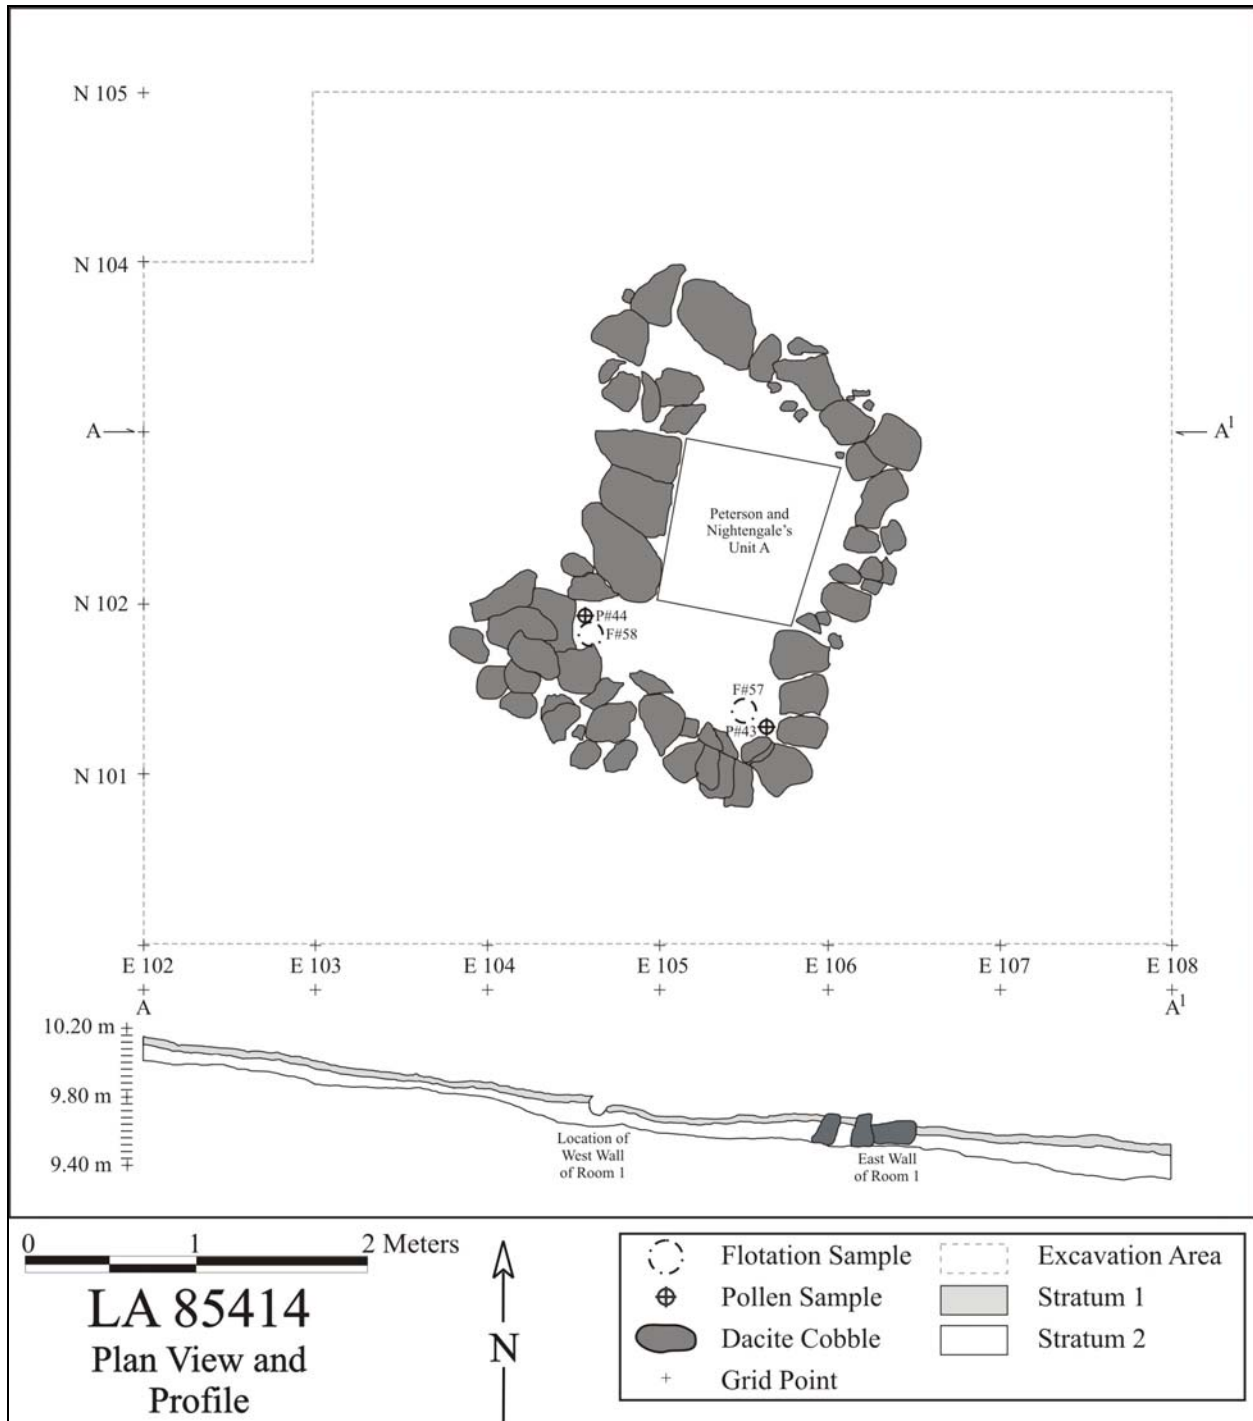 N 105
N 104
A
A1
Peterson and
Nightengale's
Unit A
N 102
P#44
F#58
F#57
P#43
N 101
E 102 E 103 E 104 E 105 E 106 E 107 E 108
A A1
10.20 m
9.80 m
9.40 m
Location of
West Wall
of Room 1
East Wall
of Room 1
0 1 2 Meters
LA 85414
Plan View and
Profile
N
Flotation Sample
Pollen Sample
Dacite Cobble
Grid Point
Excavation Area
Stratum 1
Stratum 2